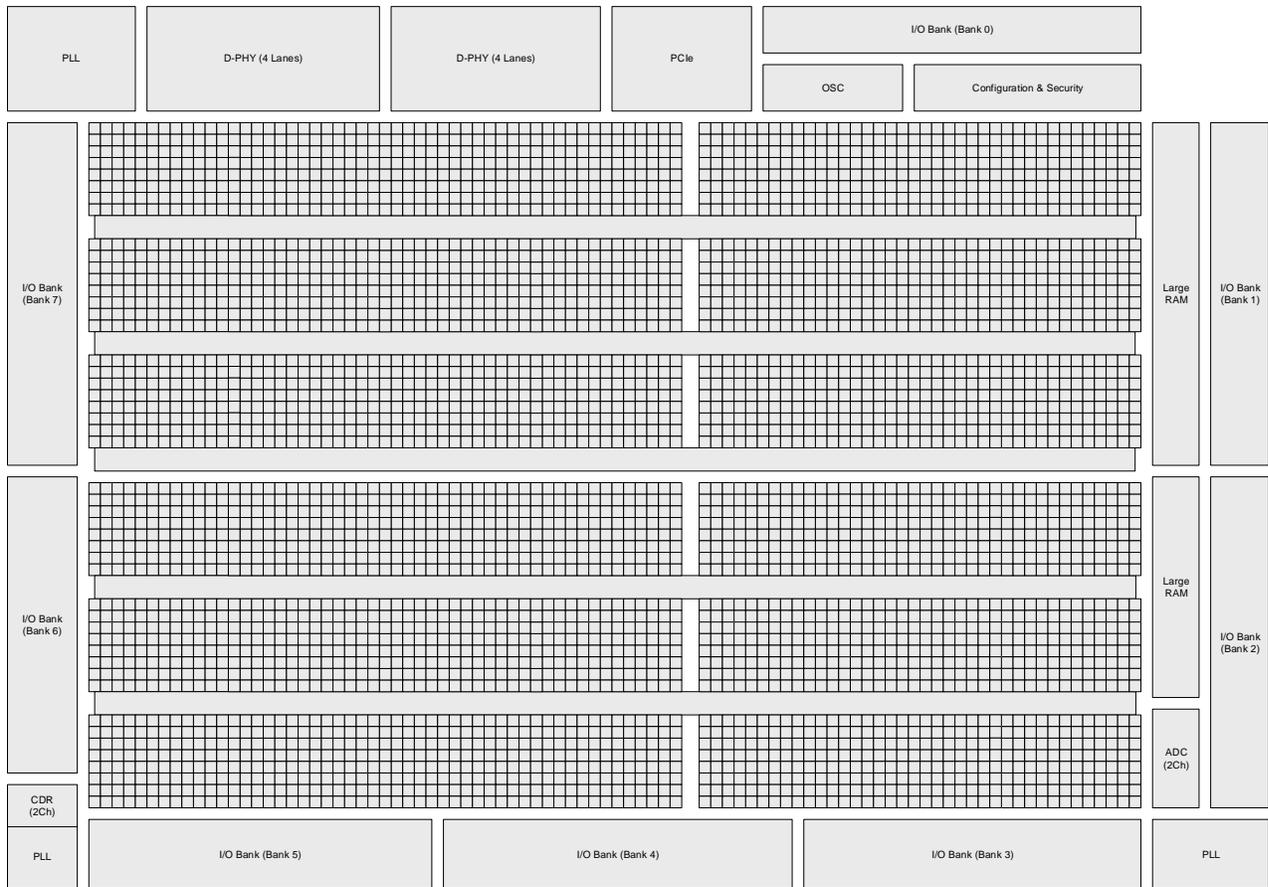 PLL
D-PHY (4 Lanes)
D-PHY (4 Lanes)
PCIe
I/O Bank (Bank 0)
OSC
Configuration & Security
I/O Bank
(Bank 7)
Large
RAM
I/O Bank
(Bank 1)
I/O Bank
(Bank 6)
Large
RAM
I/O Bank
(Bank 2)
ADC
(2Ch)
CDR
(2Ch)
PLL
I/O Bank (Bank 5)
I/O Bank (Bank 4)
I/O Bank (Bank 3)
PLL